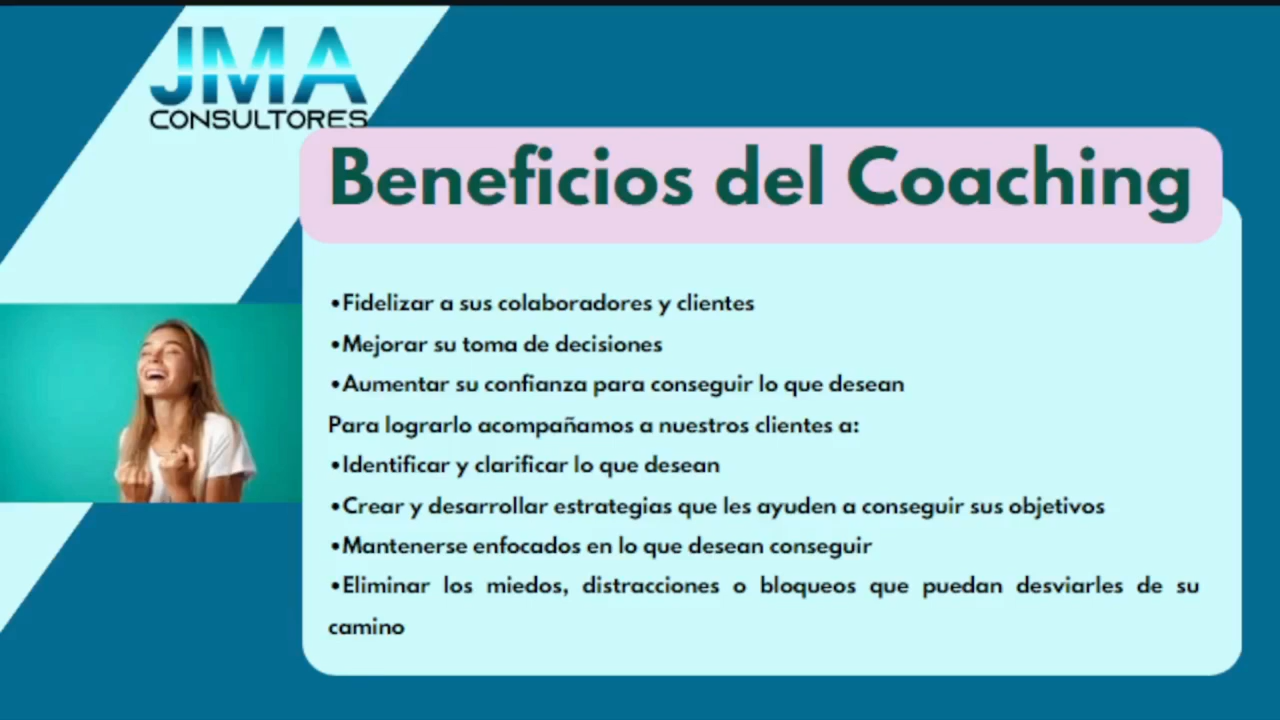 JMA
CONSULTORES
Beneficios del Coaching
•Fidelizar a sus colaboradores y clientes
•Mejorar su toma de decisiones
•Aumentar su confianza para conseguir lo que desean
Para lograrlo acompañamos a nuestros clientes a:
•Identificar y clarificar lo que desean
•Crear y desarrollar estrategias que les ayuden a conseguir sus objetivos
•Mantenerse enfocados en lo que desean conseguir
•Eliminar los miedos, distracciones o bloqueos que puedan desviarles de su
camino